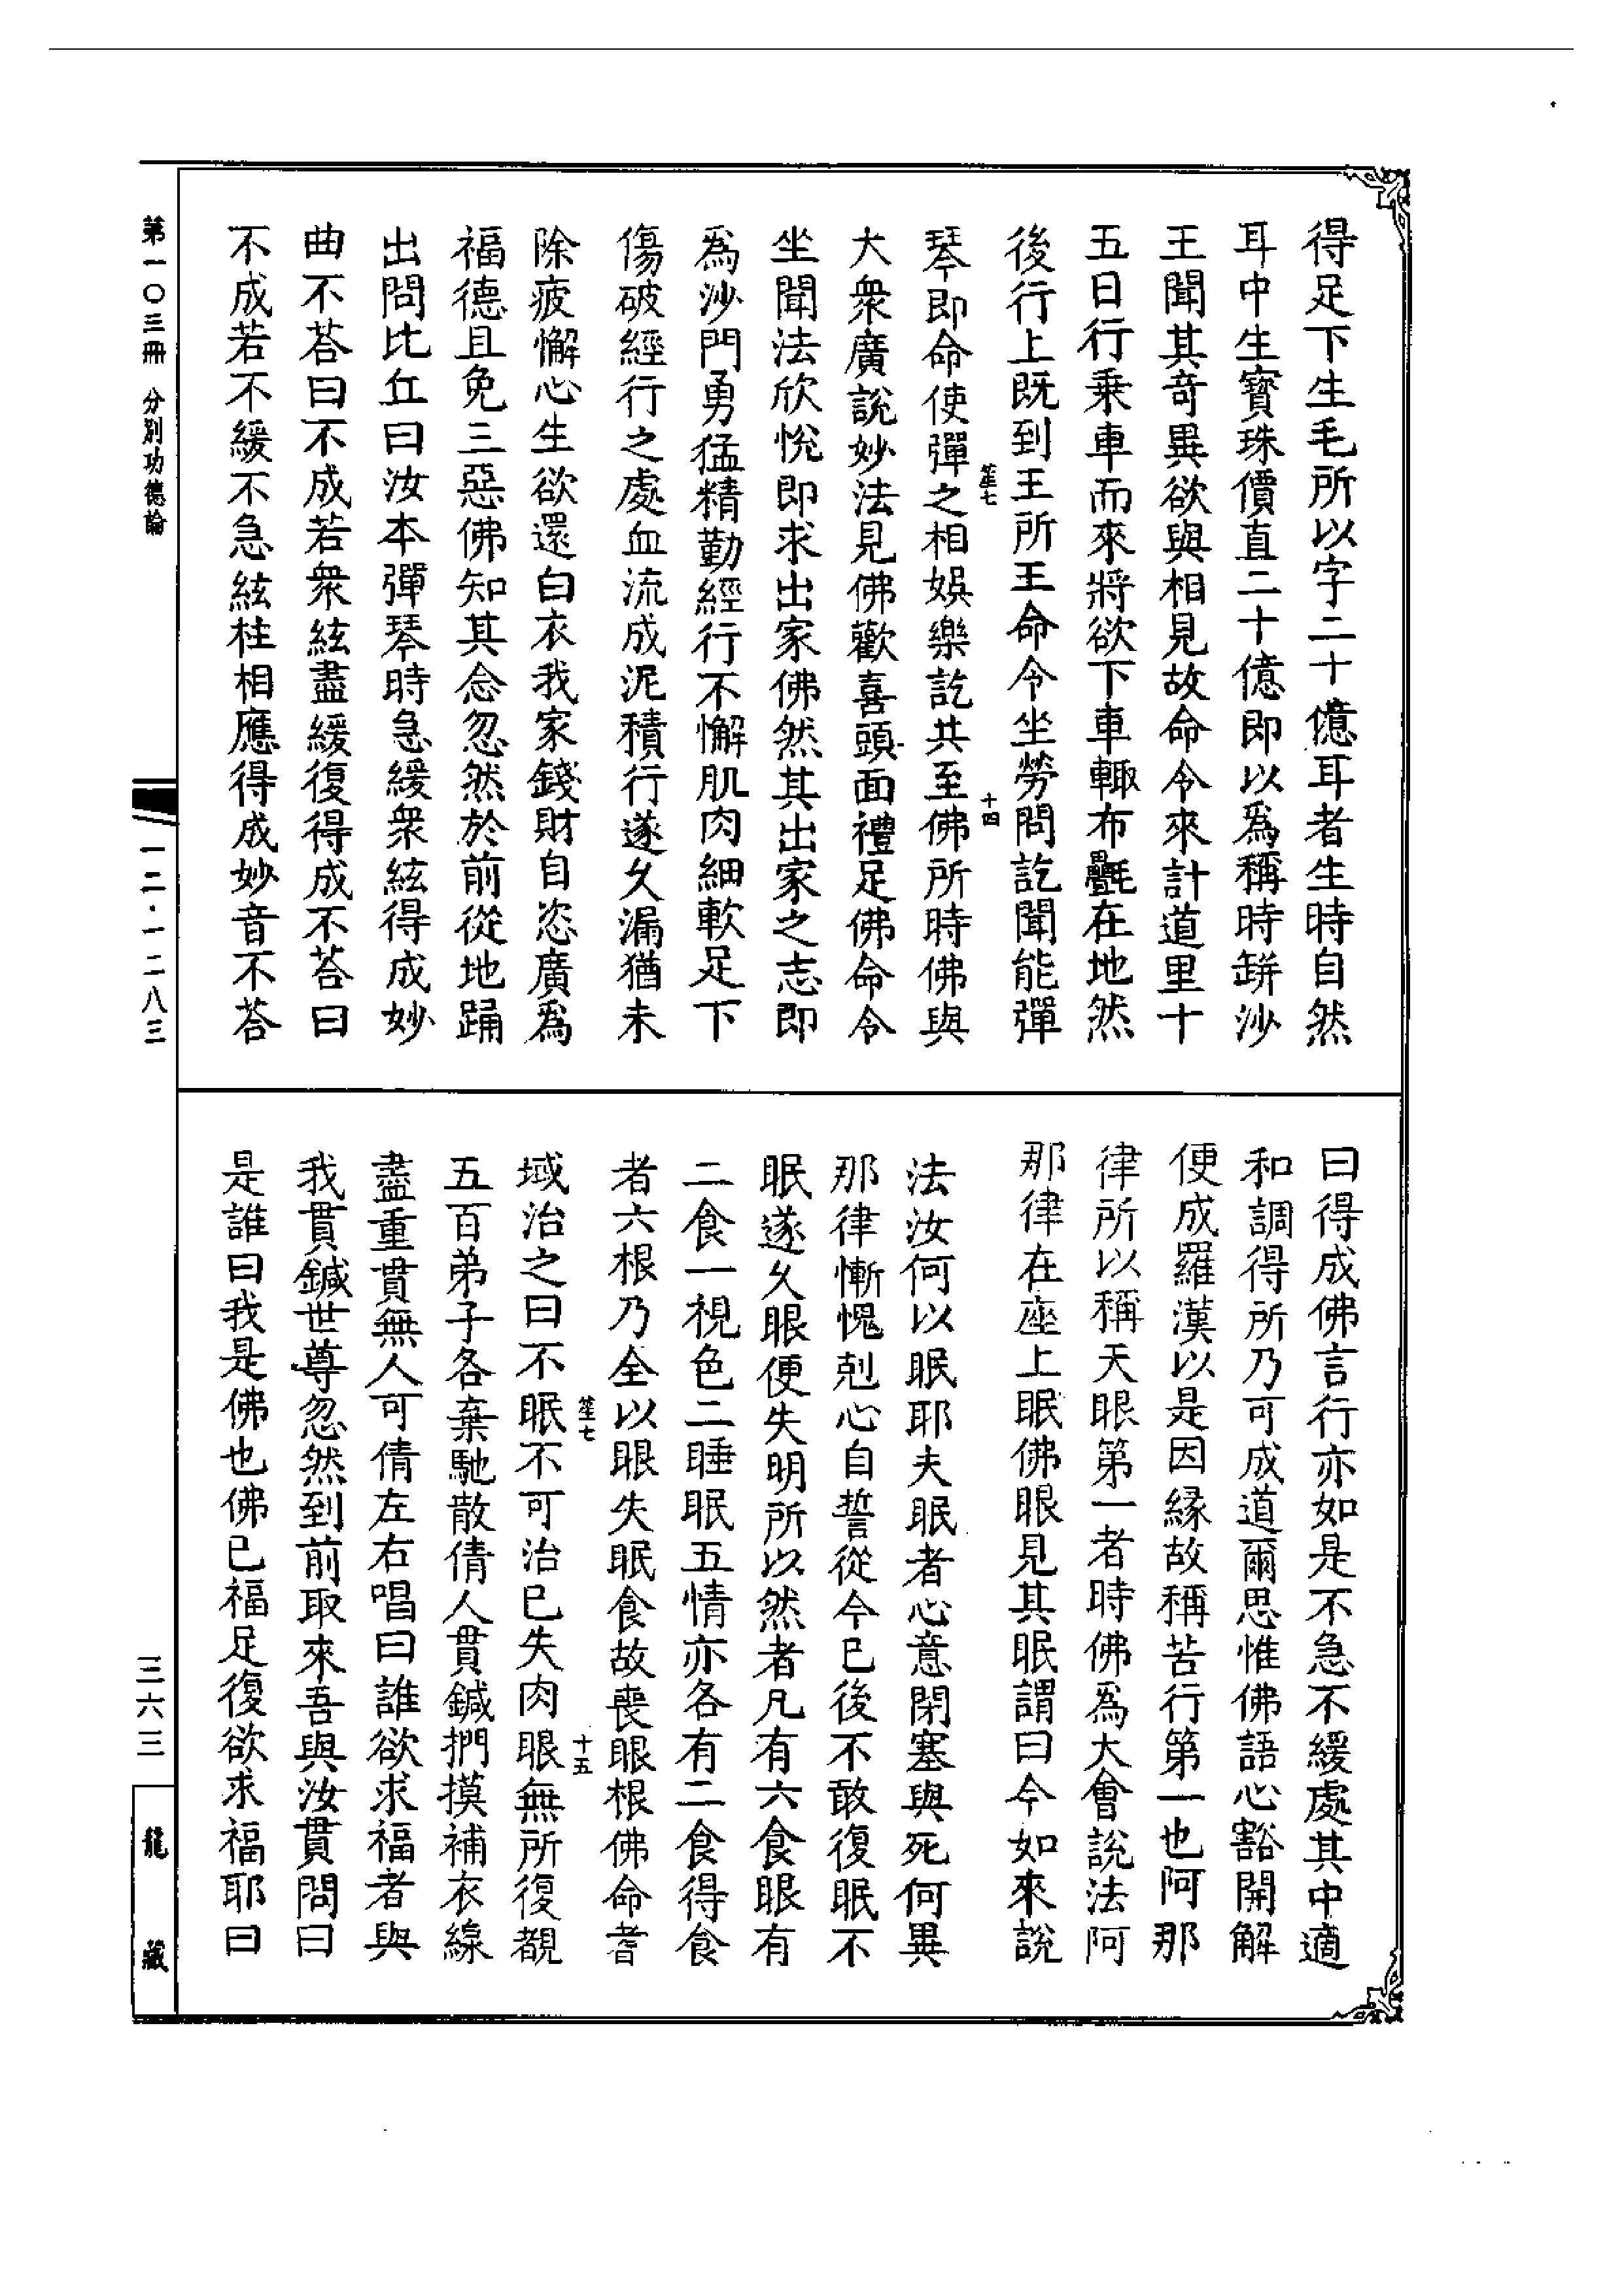 得足下生毛所以字二十億耳者生時自然
耳中生寶珠價直二十億即以爲稱時缾沙
王聞其奇異欲與相見故命令來計道里十
五日行乗車而來將欲下車輙布㲲在地然
後行上既到王所王命令坐勞問訖聞能彈
笙七
十四
琴即命使彈之相娛樂訖共至佛所時佛與
大衆廣說妙法見佛歡喜頭面禮足佛命令
坐聞法欣悅即求出家佛然其出家之志即
爲沙門勇猛精勤經行不懈肌肉細軟足下
傷破經行之處血流成泥積行遂久漏猶未
除疲懈心生欲還白衣我家錢財自恣廣爲
福德且免三惡佛知其念忽然於前從地踊
出問比丘曰汝本彈琴時急緩衆絃得成妙
曲不荅曰不成若衆絃盡緩復得成不荅曰
不成若不緩不急絃柱相應得成妙音不荅
曰得成佛言行亦如是不急不緩處其中適
和調得所乃可成道爾思惟佛語心豁開解
便成羅漢以是因緣故稱苦行第一也阿那
律所以稱天眼第一者時佛爲大會說法阿
那律在座上眠佛眼見其眠謂曰今如來說
法汝何以眠耶夫眠者心意閉塞與死何異
那律慚愧剋心自誓從今已後不敢復眠不
眠遂久眼便失明所以然者凡有六食眼有
二食一視色二睡眠五情亦各有二食得食
者六根乃全以眼失眠食故喪眼根佛命耆
笙七
十五
域治之曰不眠不可治已失肉眼無所復覩
五百弟子各棄馳散倩人貫鍼捫摸補衣線
盡重貫無人可倩左右唱曰誰欲求福者與
我貫鍼世尊忽然到前取來吾與汝貫問曰
是誰曰我是佛也佛已福足復欲求福耶曰
第一〇三冊 分別功德論
一二·一二八三
三六三
龍藏